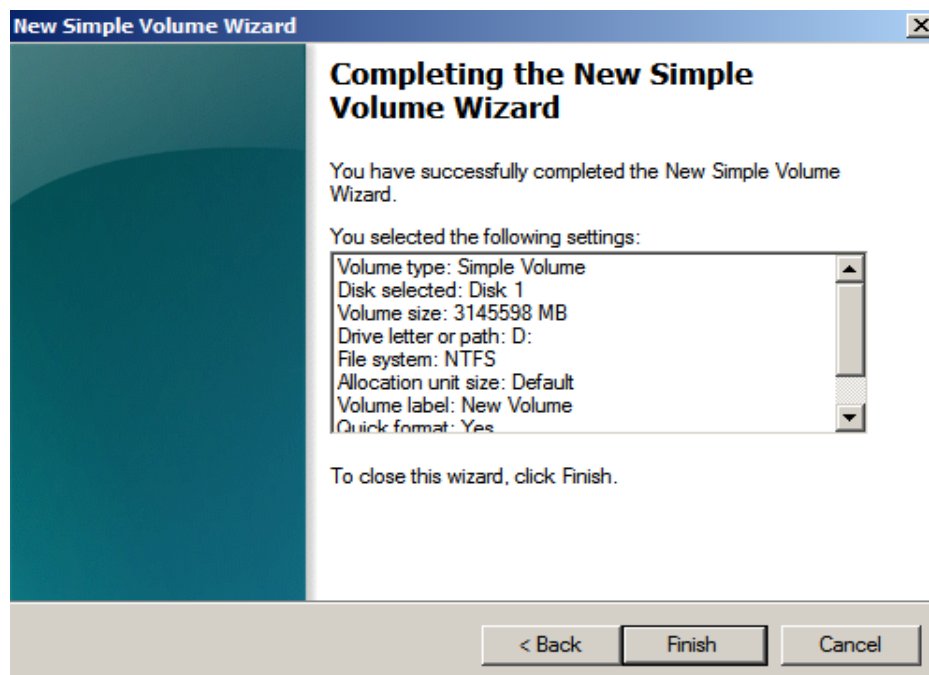 New Simple Volume Wizard
Completing the New Simple
Volume Wizard
You have successfully completed the New Simple Volume
Wizard.
You selected the following settings:
Volume type: Simple Volume
Disk selected: Disk 1
Volume size: 3145598 MB
Drive letter or path: D:
File system: NTFS
Allocation unit size: Default
Volume label: New Volume
Quick format: Yes
To close this wizard, click Finish.
< Back Finish Cancel